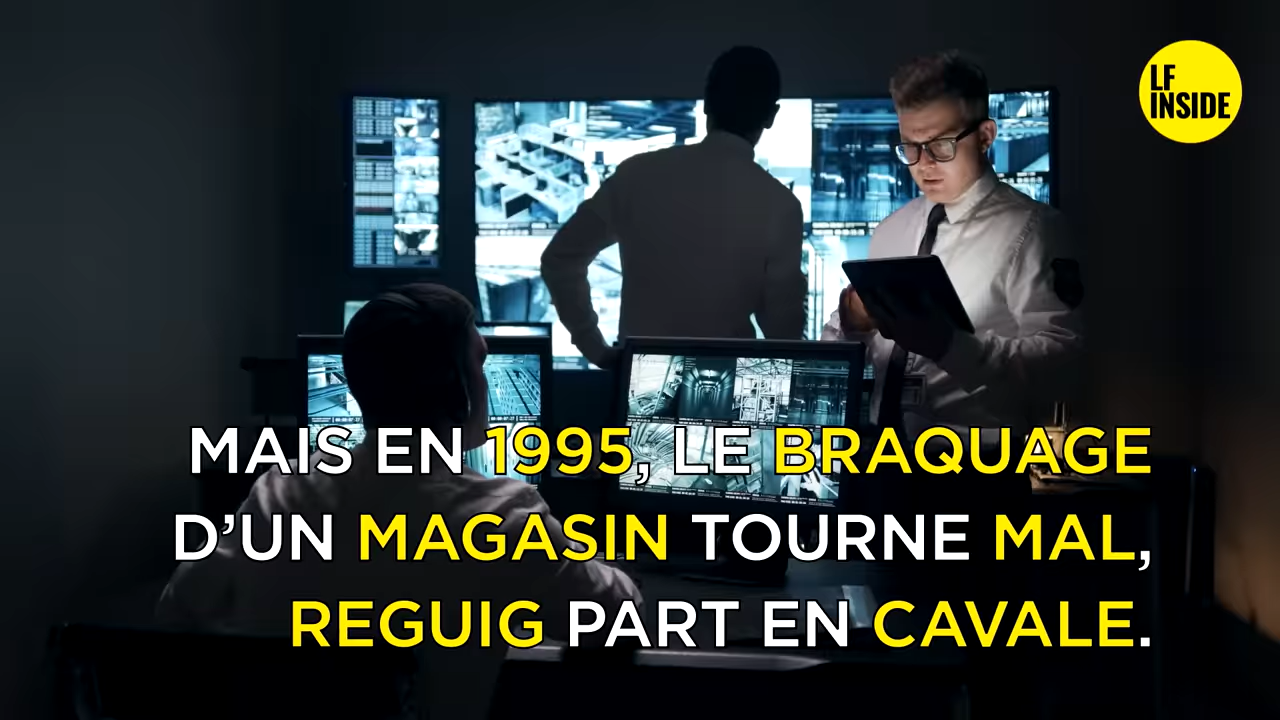 LF
INSIDE
MAIS EN 1995, LE BRAQUAGE
D’UN MAGASIN TOURNE MAL,
REGUIG PART EN CAVALE.